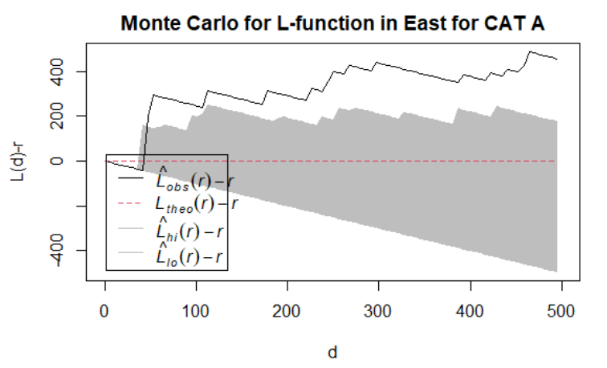 Monte Carlo for L-function in East for CAT A
L(d)-r
400
200
0
-400
L̂obs(r)−r
Ltheo(r)−r
L̂hi(r)−r
L̂lo(r)−r
0 100 200 300 400 500
d